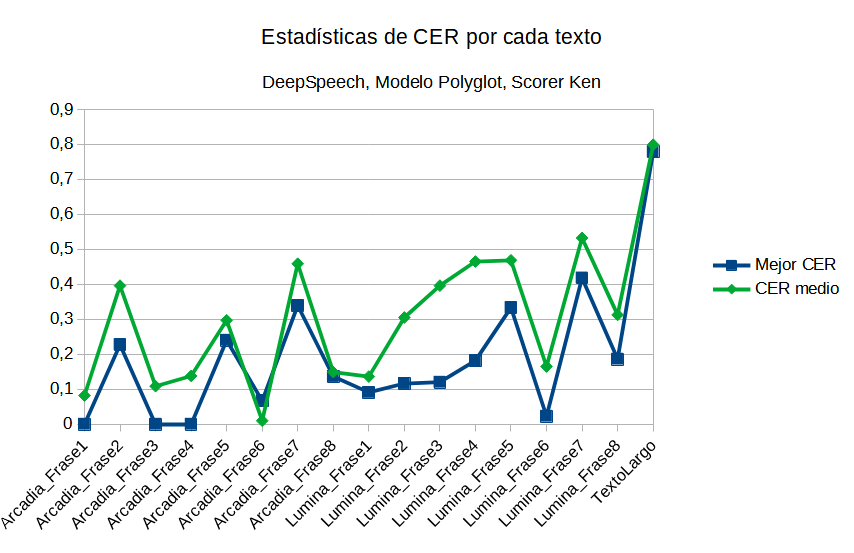 Estadísticas de CER por cada texto
DeepSpeech, Modelo Polyglot, Scorer Ken
0,9
0,8
0,7
0,6
0,5
0,4
0,3
0,2
0,1
0
Mejor CER
CER medio
Arcadia_Frase1
Arcadia_Frase2
Arcadia_Frase3
Arcadia_Frase4
Arcadia_Frase5
Arcadia_Frase6
Arcadia_Frase7
Arcadia_Frase8
Lumina_Frase1
Lumina_Frase2
Lumina_Frase3
Lumina_Frase4
Lumina_Frase5
Lumina_Frase6
Lumina_Frase7
Lumina_Frase8
TextoLargo